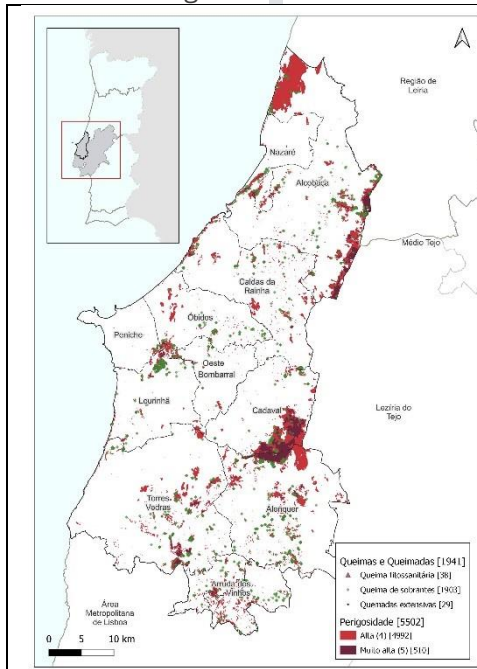 Região de
Leiria
Nazaré
Alcobaça
Médio Tejo
Caldas da
Rainha
Óbidos
Peniche
Oeste
Bombarral
Lourinhã
Cadaval
Lezíria do
Tejo
Torres
Vedras
Alenquer
Arruda dos
Vinhos
Área
Metropolitana
de Lisboa
0 5 10 km
Queimas e Queimadas [1941]
Queima fitossanitária [38]
Queima de sobrantes [1903]
Queimadas extensivas [29]
Perigosidade [5502]
Alta (4) [4992]
Muito alta (5) [510]